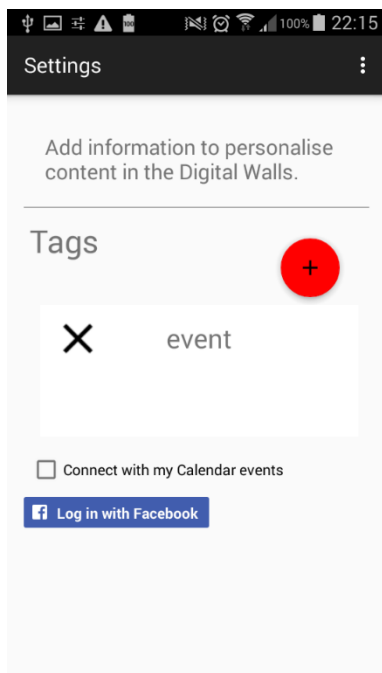 100% 22:15
Settings
Add information to personalise
content in the Digital Walls.
Tags
+
event
Connect with my Calendar events
f Log in with Facebook